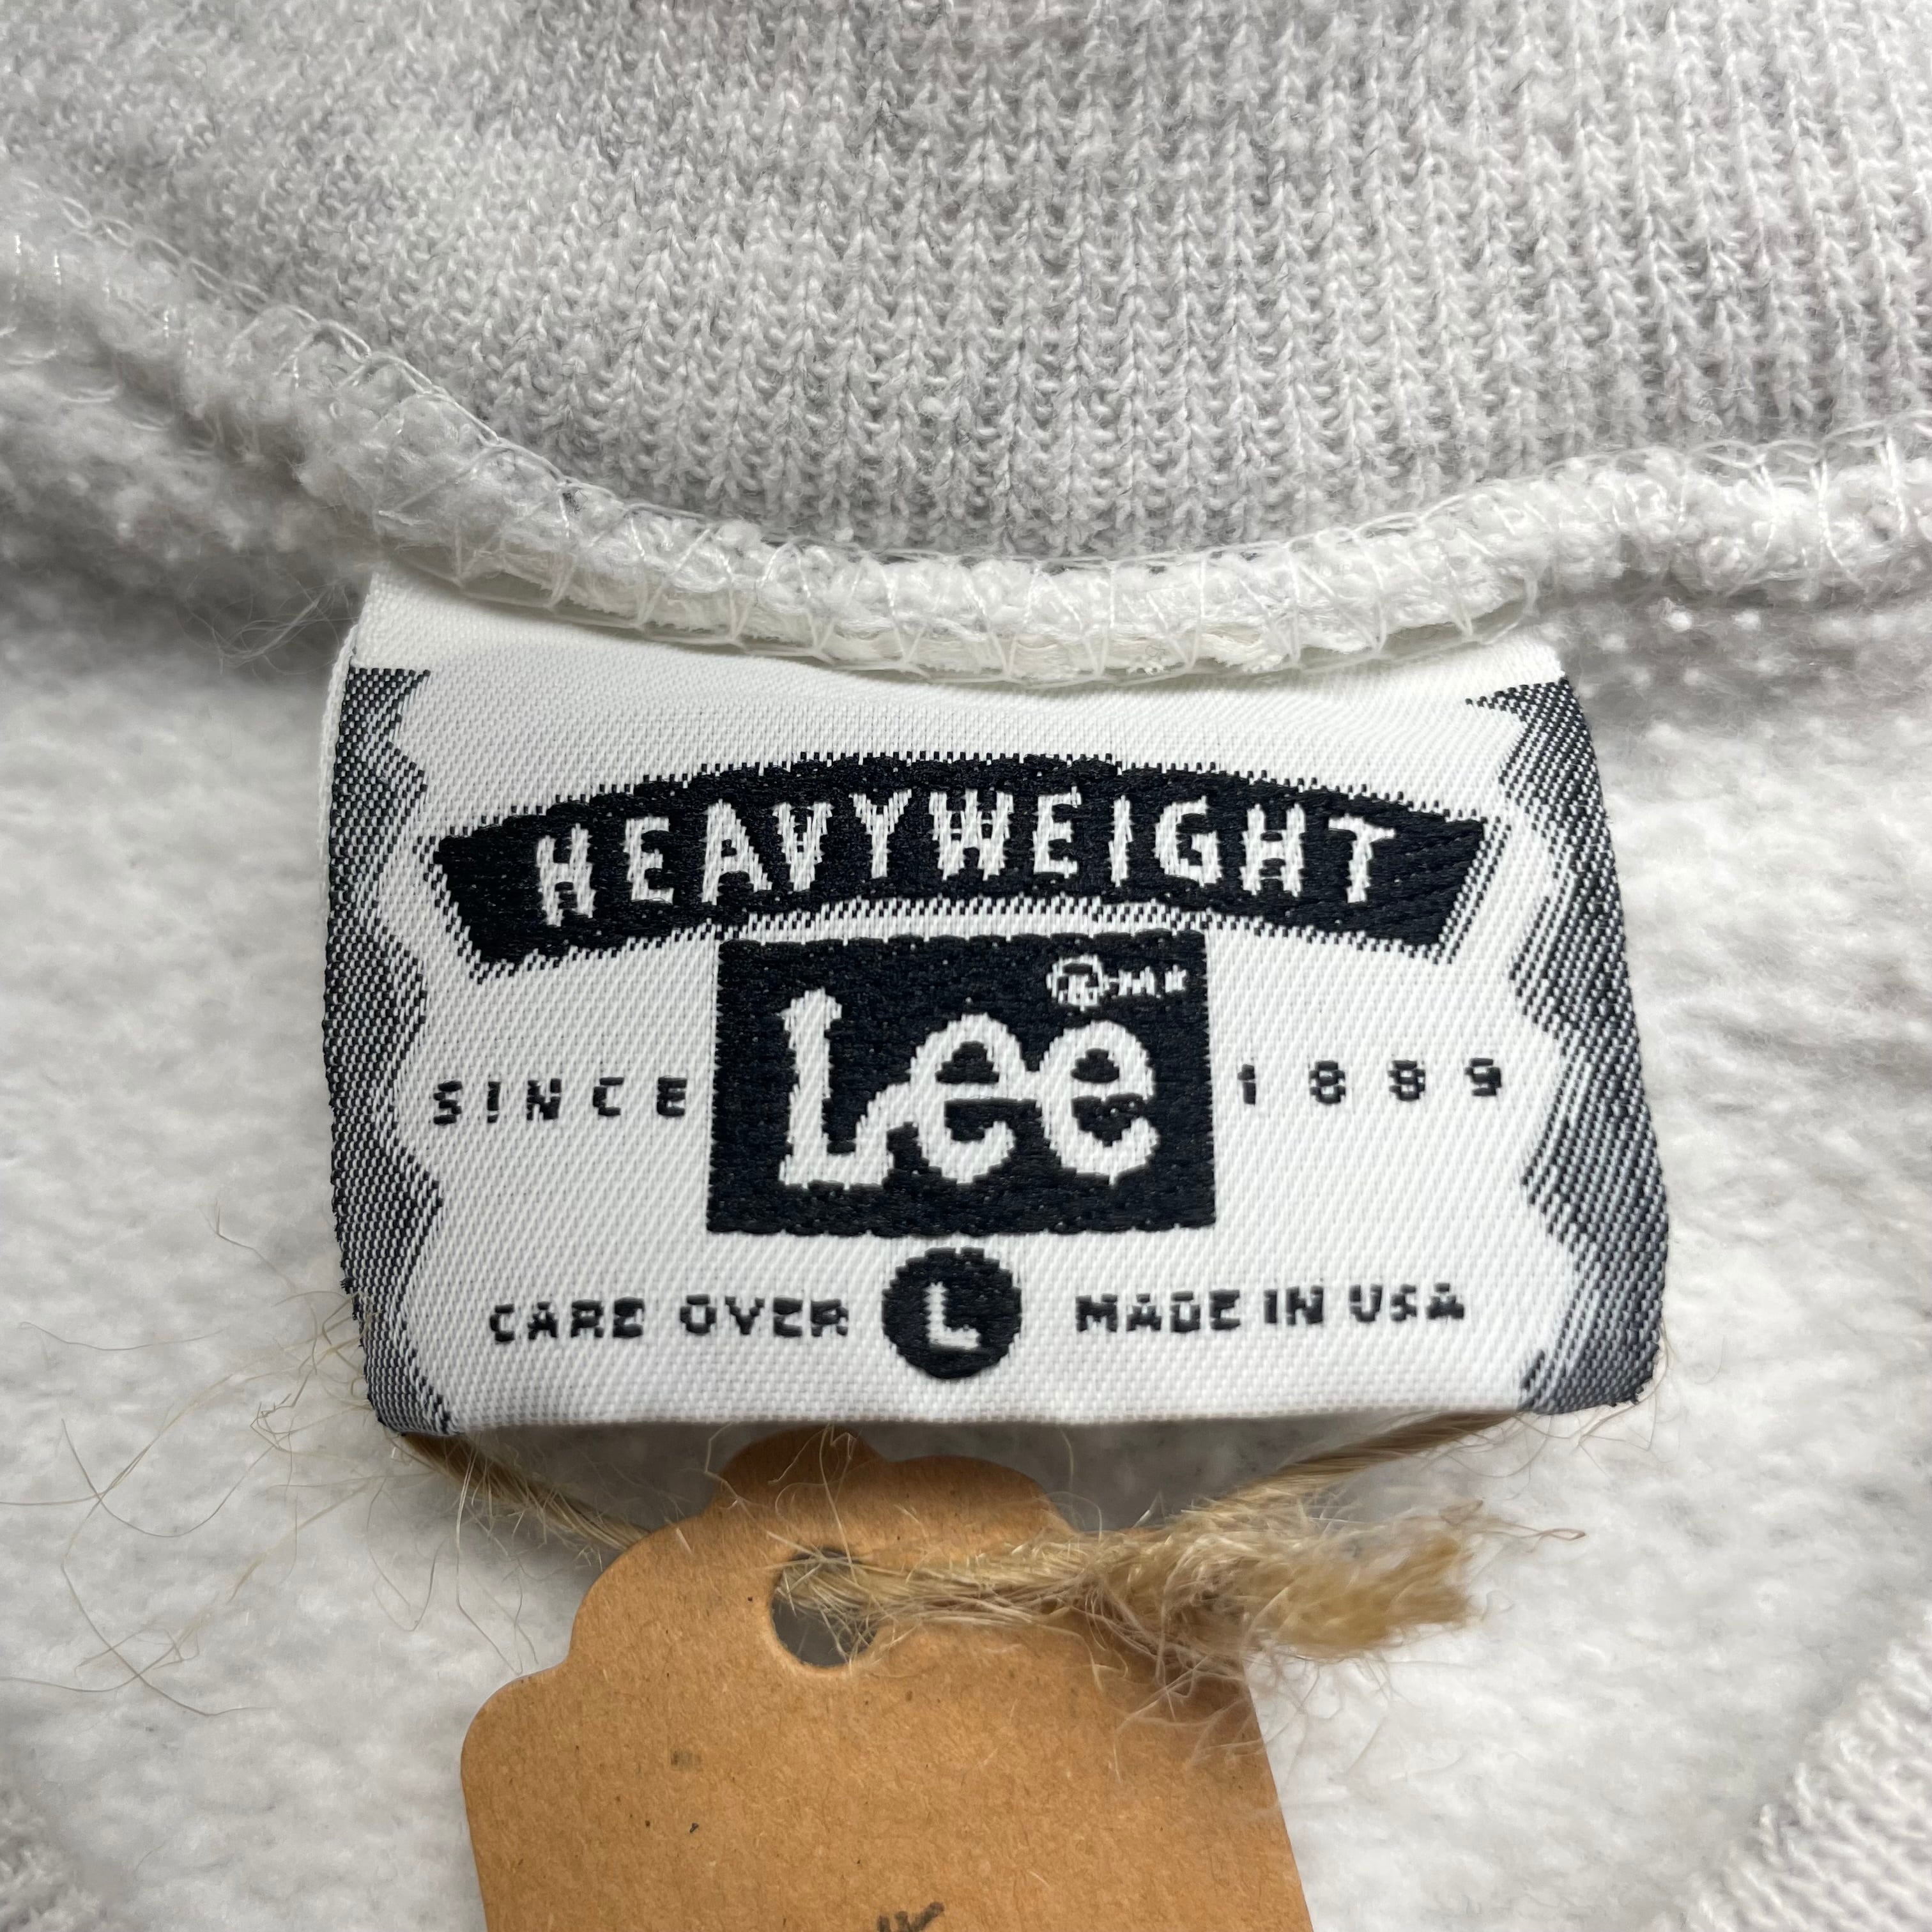 HEAVYWEIGHT
Lee ®
SINCE 1889
CARE OVER L MADE IN USA